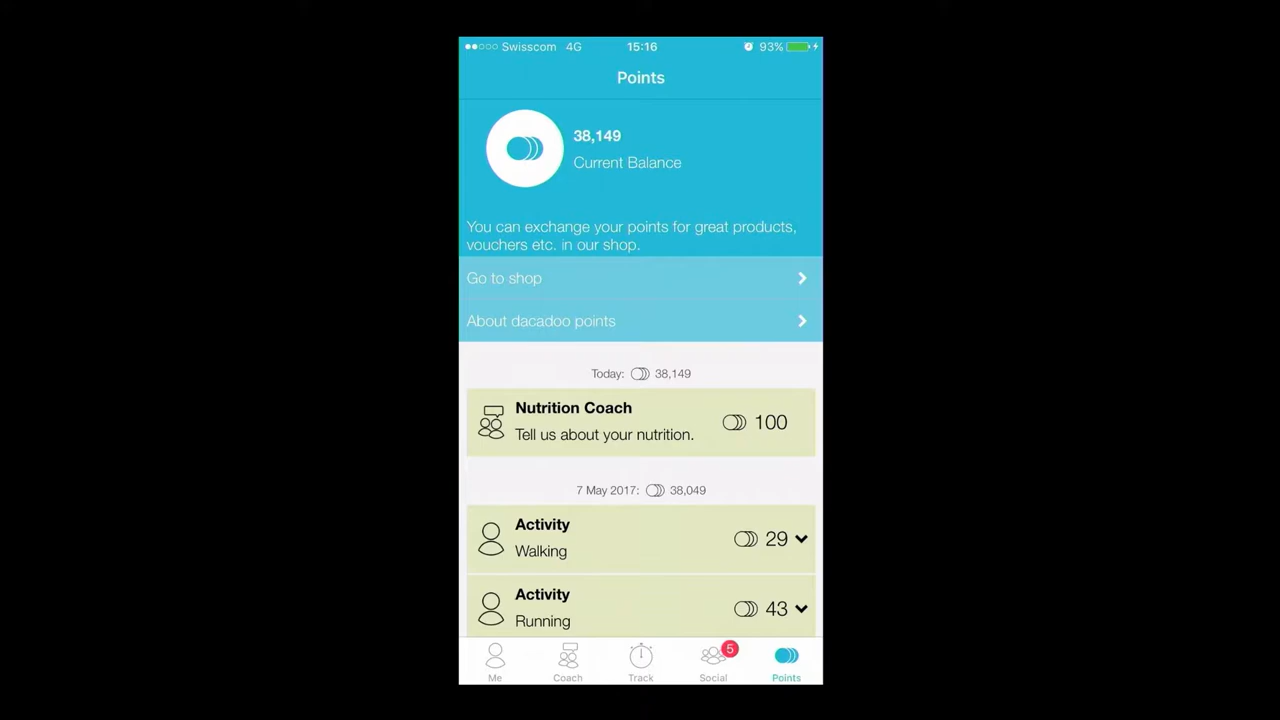 Swisscom 4G 15:16 93%
Points
38,149
Current Balance
You can exchange your points for great products,
vouchers etc. in our shop.
Go to shop
About dacadoo points
Today: 38,149
Nutrition Coach
Tell us about your nutrition.
100
7 May 2017: 38,049
Activity
Walking
29
Activity
Running
43
5
Me Coach Track Social Points